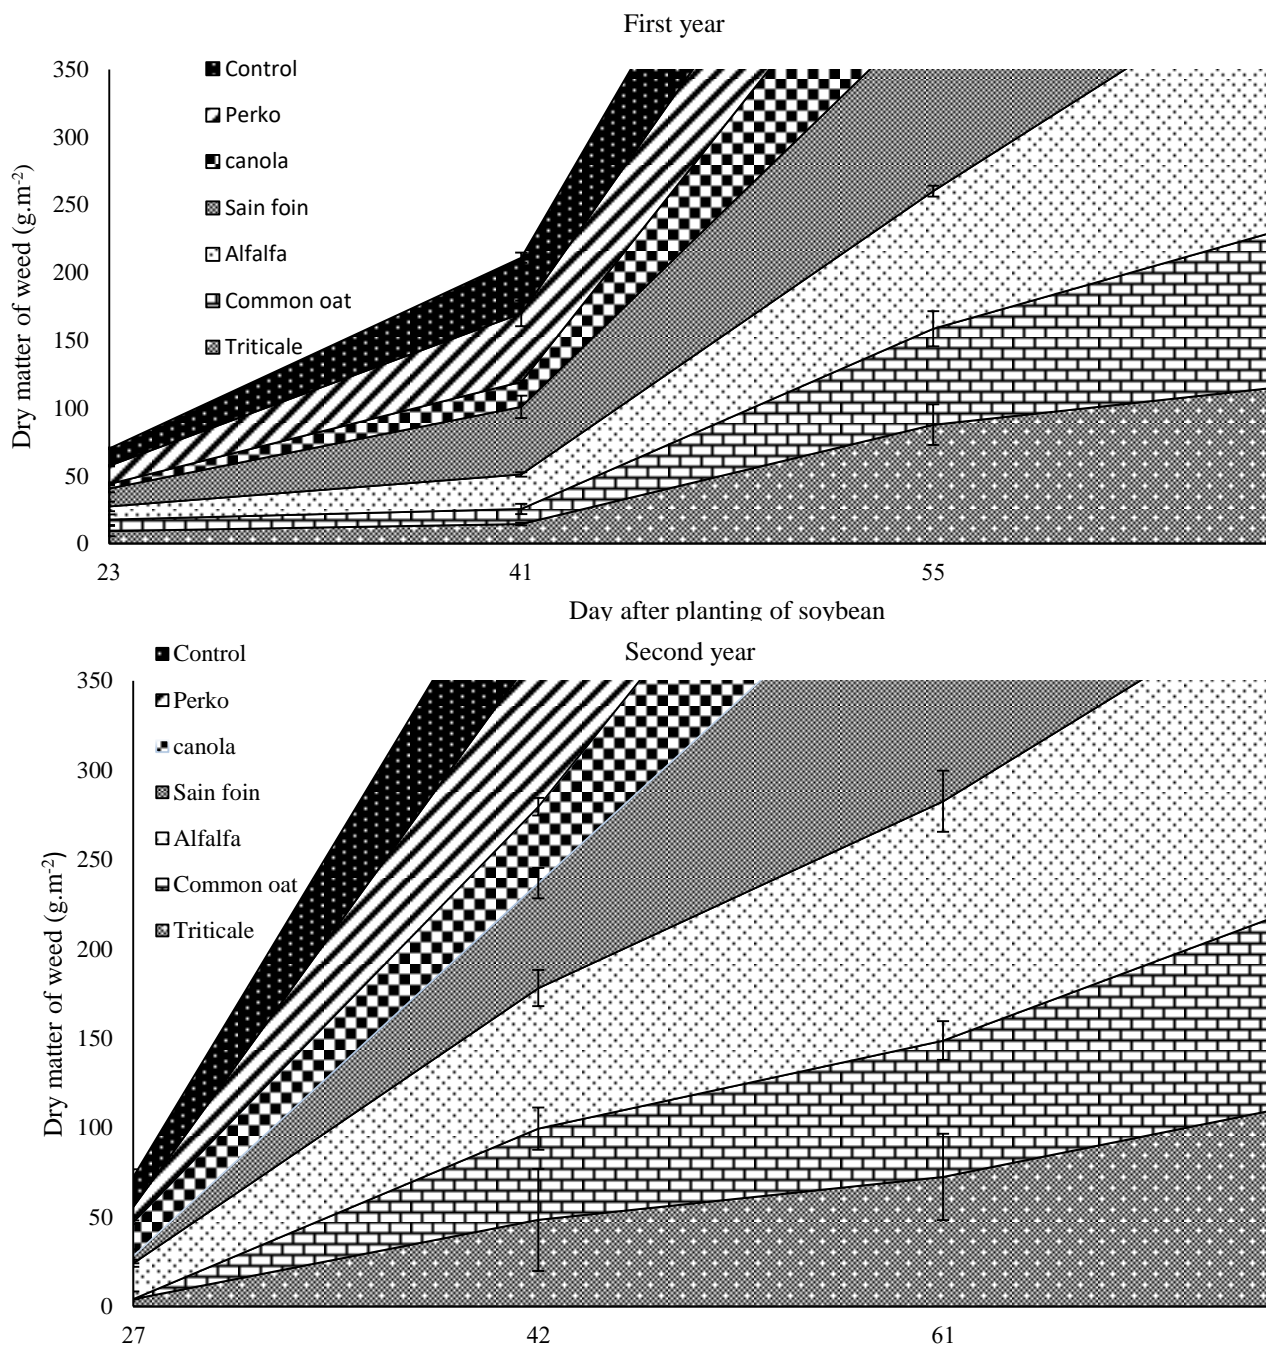 First year
350
300
250
200
150
100
50
0
Dry matter of weed (g.m-2)
Control
Perko
canola
Sain foin
Alfalfa
Common oat
Triticale
23 41 55
Day after planting of soybean
Second year
350
300
250
200
150
100
50
0
Dry matter of weed (g.m-2)
Control
Perko
canola
Sain foin
Alfalfa
Common oat
Triticale
27 42 61